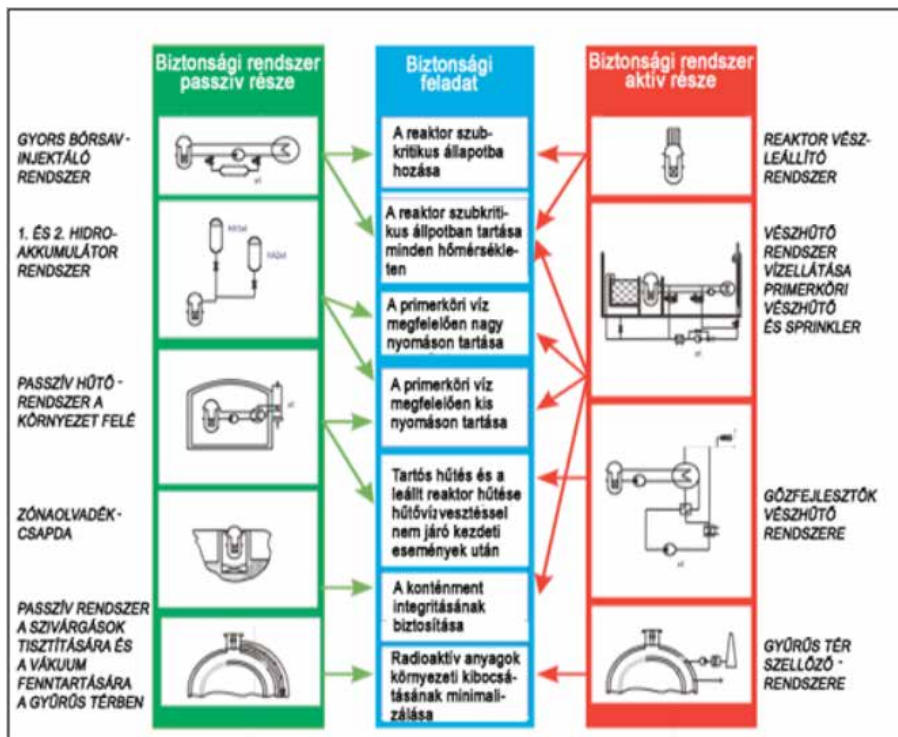 Biztonsági rendszer
passzív része
Biztonsági
feladat
Biztonsági rendszer
aktív része
GYORS BÓRSAV -
INJEKTÁLÓ
RENDSZER
A reaktor szub-
kritikus állapotba
hozása
REAKTOR VÉSZ-
LEÁLLÍTÓ
RENDSZER
1. ÉS 2. HIDRO-
AKKUMULÁTOR
RENDSZER
A reaktor szubkriti-
kus állpotban tartása
minden hőmérsékle-
ten
VÉSZHŰTŐ
RENDSZER
VÍZELLÁTÁSA
PRIMERKÖRI
VÉSZHŰTŐ
ÉS SPRINKLER
A primerköri víz
megfelelően nagy
nyomáson tartása
PASSZÍV HŰTŐ -
RENDSZER A
KÖRNYEZET FELÉ
A primerköri víz
megfelelően kis
nyomáson tartása
Tartós hűtés és a
leállt reaktor hűtése
hűtővízvesztéssel
nem járó kezdeti
események után
GŐZFEJLESZTŐK
VÉSZHŰTŐ
RENDSZERE
ZÓNAOLVADÉK -
CSAPDA
A konténment
integritásának
biztosítása
PASSZÍV RENDSZER
A SZIVÁRGÁSOK
TISZTÍTÁSÁRA ÉS
A VÁKUUM
FENNTARTÁSÁRA
A GYŰRŰS TÉRBEN
Radioaktív anyagok
környezeti kibocsá-
tásának minimali-
zálása
GYŰRŰS TÉR
SZELLŐZŐ -
RENDSZERE